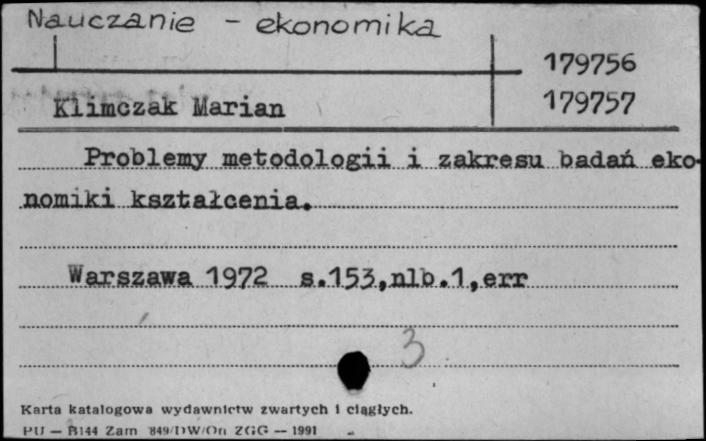 Nauczanie - ekonomika
179756
Klimczak Marian 179757
Problemy metodologii i zakresu badań eko-
nomiki kształcenia.
Warszawa 1972 s.153,nlb.1,err
3
Karta katalogowa wydawnictw zwartych i ciągłych.
PU — B144 Zam 849/DW/On ZGG — 1991